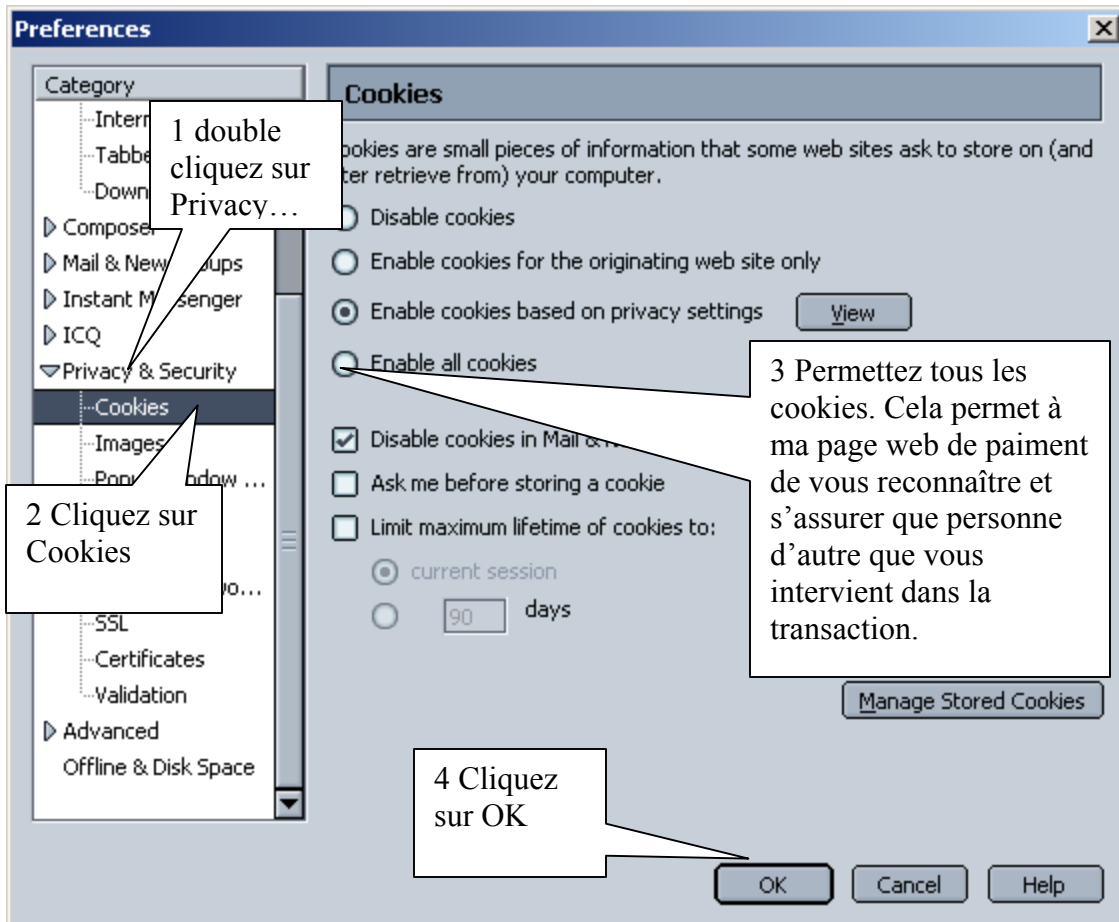 Preferences
Category
Intern
Tabbe
Down
Composer
Mail & New oups
Instant M senger
ICQ
Privacy & Security
Cookies
Images
ndow ...
vo...
SSL
Certificates
Validation
Advanced
Offline & Disk Space
1 double
cliquez sur
Privacy…
2 Cliquez sur
Cookies
Cookies
ookies are small pieces of information that some web sites ask to store on (and
ter retrieve from) your computer.
Disable cookies
Enable cookies for the originating web site only
Enable cookies based on privacy settings View
Enable all cookies
Disable cookies in Mail & N
Ask me before storing a cookie
Limit maximum lifetime of cookies to:
current session
90 days
3 Permettez tous les
cookies. Cela permet à
ma page web de paiment
de vous reconnaître et
s’assurer que personne
d’autre que vous
intervient dans la
transaction.
Manage Stored Cookies
4 Cliquez
sur OK
OK Cancel Help